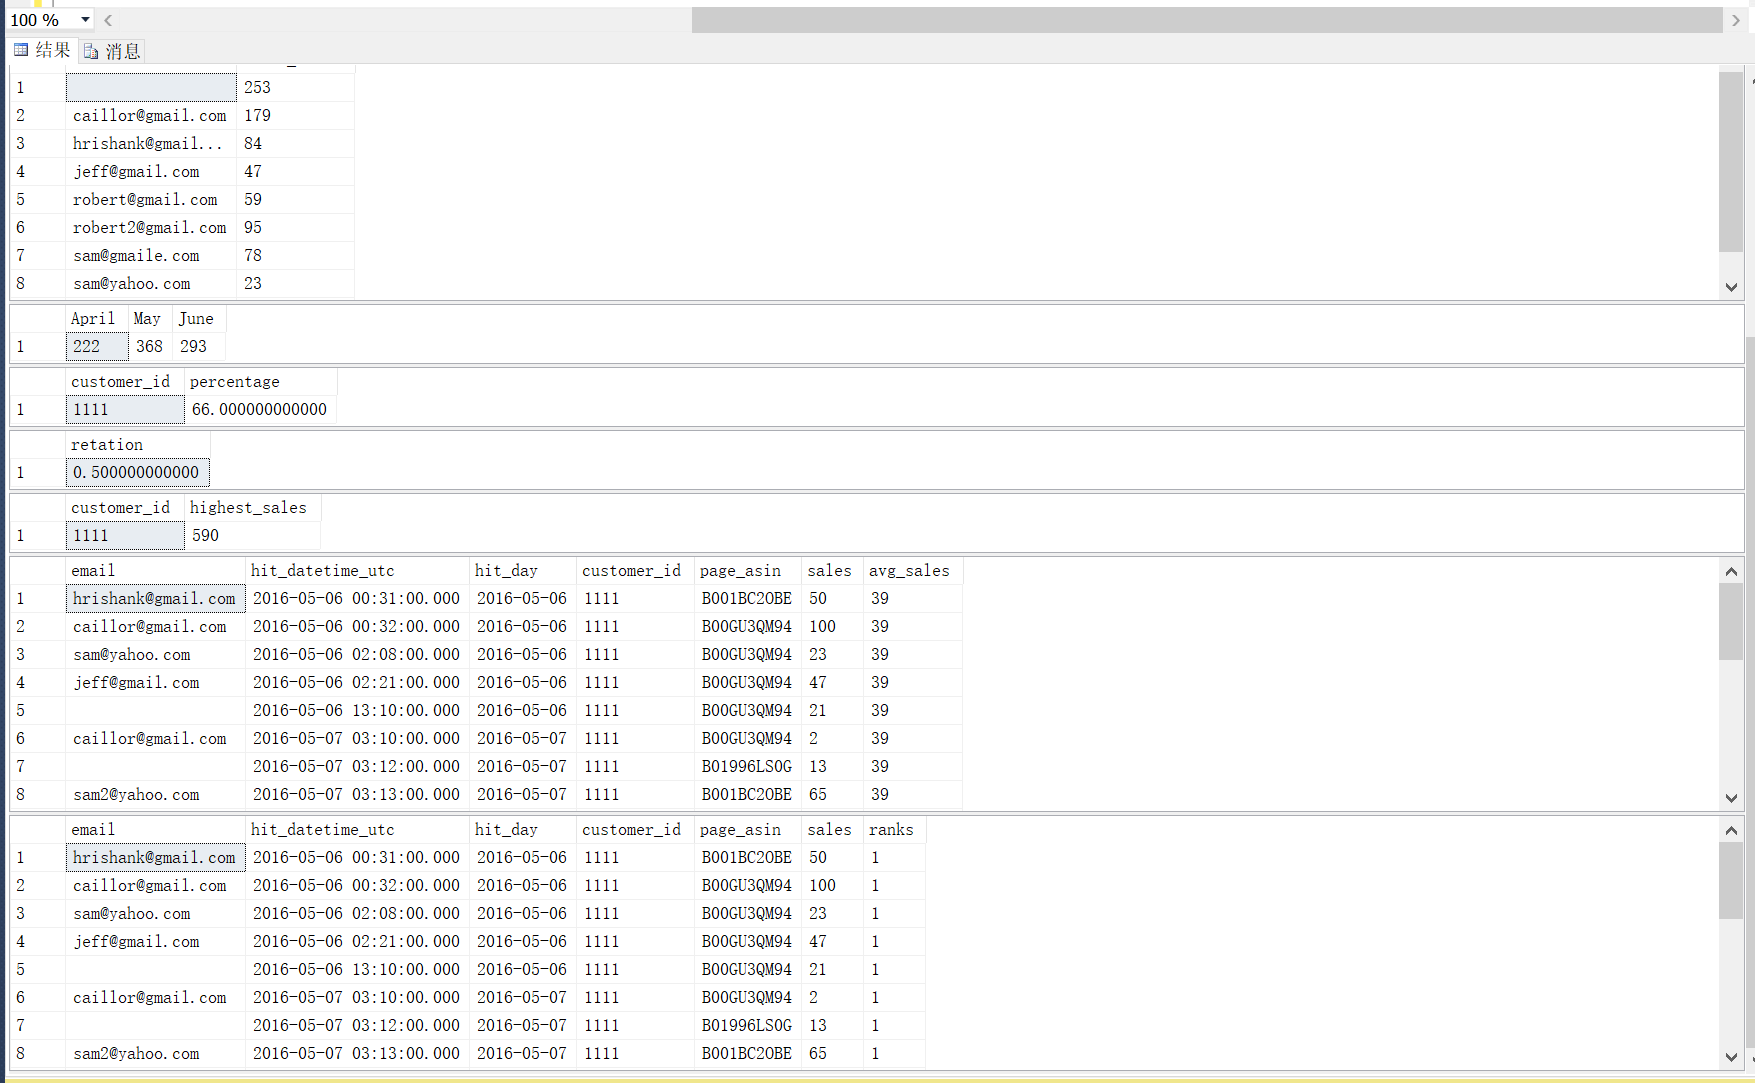 100 %
结果 消息
1 253
2 caillor@gmail.com 179
3 hrishank@gmail... 84
4 jeff@gmail.com 47
5 robert@gmail.com 59
6 robert2@gmail.com 95
7 sam@gmaile.com 78
8 sam@yahoo.com 23
April May June
1 222 368 293
customer_id percentage
1 1111 66.000000000000
retation
1 0.500000000000
customer_id highest_sales
1 1111 590
email hit_datetime_utc hit_day customer_id page_asin sales avg_sales
1 hrishank@gmail.com 2016-05-06 00:31:00.000 2016-05-06 1111 B001BC2OBE 50 39
2 caillor@gmail.com 2016-05-06 00:32:00.000 2016-05-06 1111 B00GU3QM94 100 39
3 sam@yahoo.com 2016-05-06 02:08:00.000 2016-05-06 1111 B00GU3QM94 23 39
4 jeff@gmail.com 2016-05-06 02:21:00.000 2016-05-06 1111 B00GU3QM94 47 39
5 2016-05-06 13:10:00.000 2016-05-06 1111 B00GU3QM94 21 39
6 caillor@gmail.com 2016-05-07 03:10:00.000 2016-05-07 1111 B00GU3QM94 2 39
7 2016-05-07 03:12:00.000 2016-05-07 1111 B01996LS0G 13 39
8 sam2@yahoo.com 2016-05-07 03:13:00.000 2016-05-07 1111 B001BC2OBE 65 39
email hit_datetime_utc hit_day customer_id page_asin sales ranks
1 hrishank@gmail.com 2016-05-06 00:31:00.000 2016-05-06 1111 B001BC2OBE 50 1
2 caillor@gmail.com 2016-05-06 00:32:00.000 2016-05-06 1111 B00GU3QM94 100 1
3 sam@yahoo.com 2016-05-06 02:08:00.000 2016-05-06 1111 B00GU3QM94 23 1
4 jeff@gmail.com 2016-05-06 02:21:00.000 2016-05-06 1111 B00GU3QM94 47 1
5 2016-05-06 13:10:00.000 2016-05-06 1111 B00GU3QM94 21 1
6 caillor@gmail.com 2016-05-07 03:10:00.000 2016-05-07 1111 B00GU3QM94 2 1
7 2016-05-07 03:12:00.000 2016-05-07 1111 B01996LS0G 13 1
8 sam2@yahoo.com 2016-05-07 03:13:00.000 2016-05-07 1111 B001BC2OBE 65 1